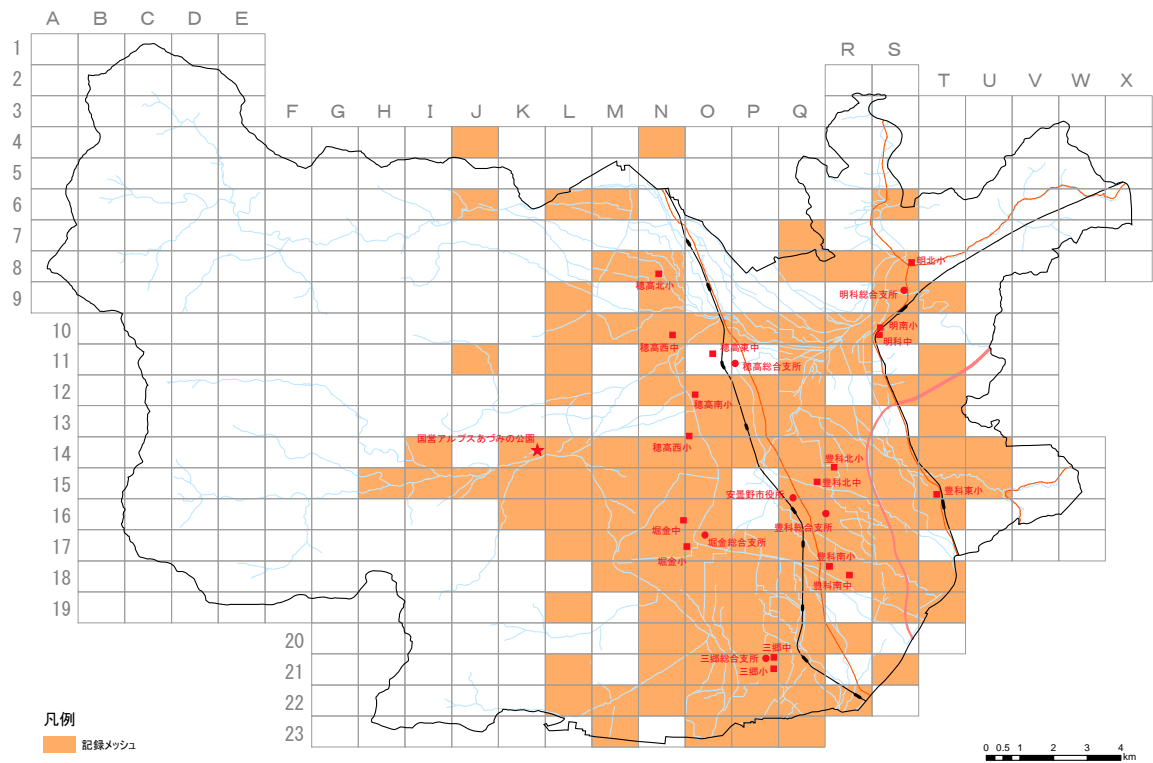 A B C D E
R S
T U V W X
F G H I J K L M N O P Q
1
2
3
4
5
6
7
8
9
10
11
12
13
14
15
16
17
18
19
20
21
22
23
明北小
穂高北小
明科総合支所
明南小
明科中
穂高西中
穂高東中
穂高総合支所
穂高南小
国営アルプスあづみの公園
穂高西小
豊科北小
豊科北中
安曇野市役所
豊科東小
豊科総合支所
堀金中
堀金総合支所
堀金小
豊科南小
豊科南中
三郷中
三郷総合支所
三郷小
凡例
記録メッシュ
0 0.5 1 2 3 4
km